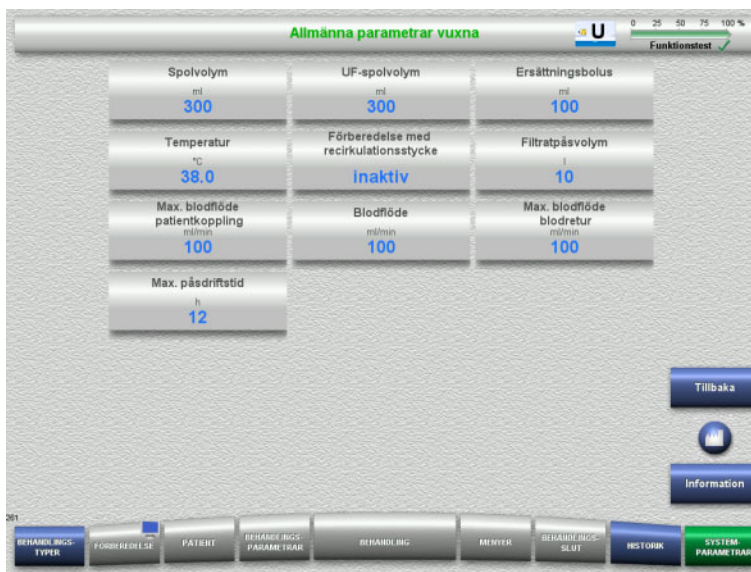 Allmänna parametrar vuxna
U
0 25 50 75 100 %
Funktionstest
Spolvolym
ml
300
UF-spolvolym
ml
300
Ersättningsbolus
ml
100
Temperatur
°C
38.0
Förberedelse med
recirkulationsstycke
inaktiv
Filtratpåsvolym
l
10
Max. blodflöde
patientkoppling
ml/min
100
Blodflöde
ml/min
100
Max. blodflöde
blodretur
ml/min
100
Max. påsdriftstid
h
12
Tillbaka
Information
261
BEHANDLINGS-
TYPER
FÖRBEREDELSE
PATIENT
BEHANDLINGS-
PARAMETRAR
BEHANDLING
MENYER
BEHANDLINGS-
SLUT
HISTORIK
SYSTEM-
PARAMETRAR